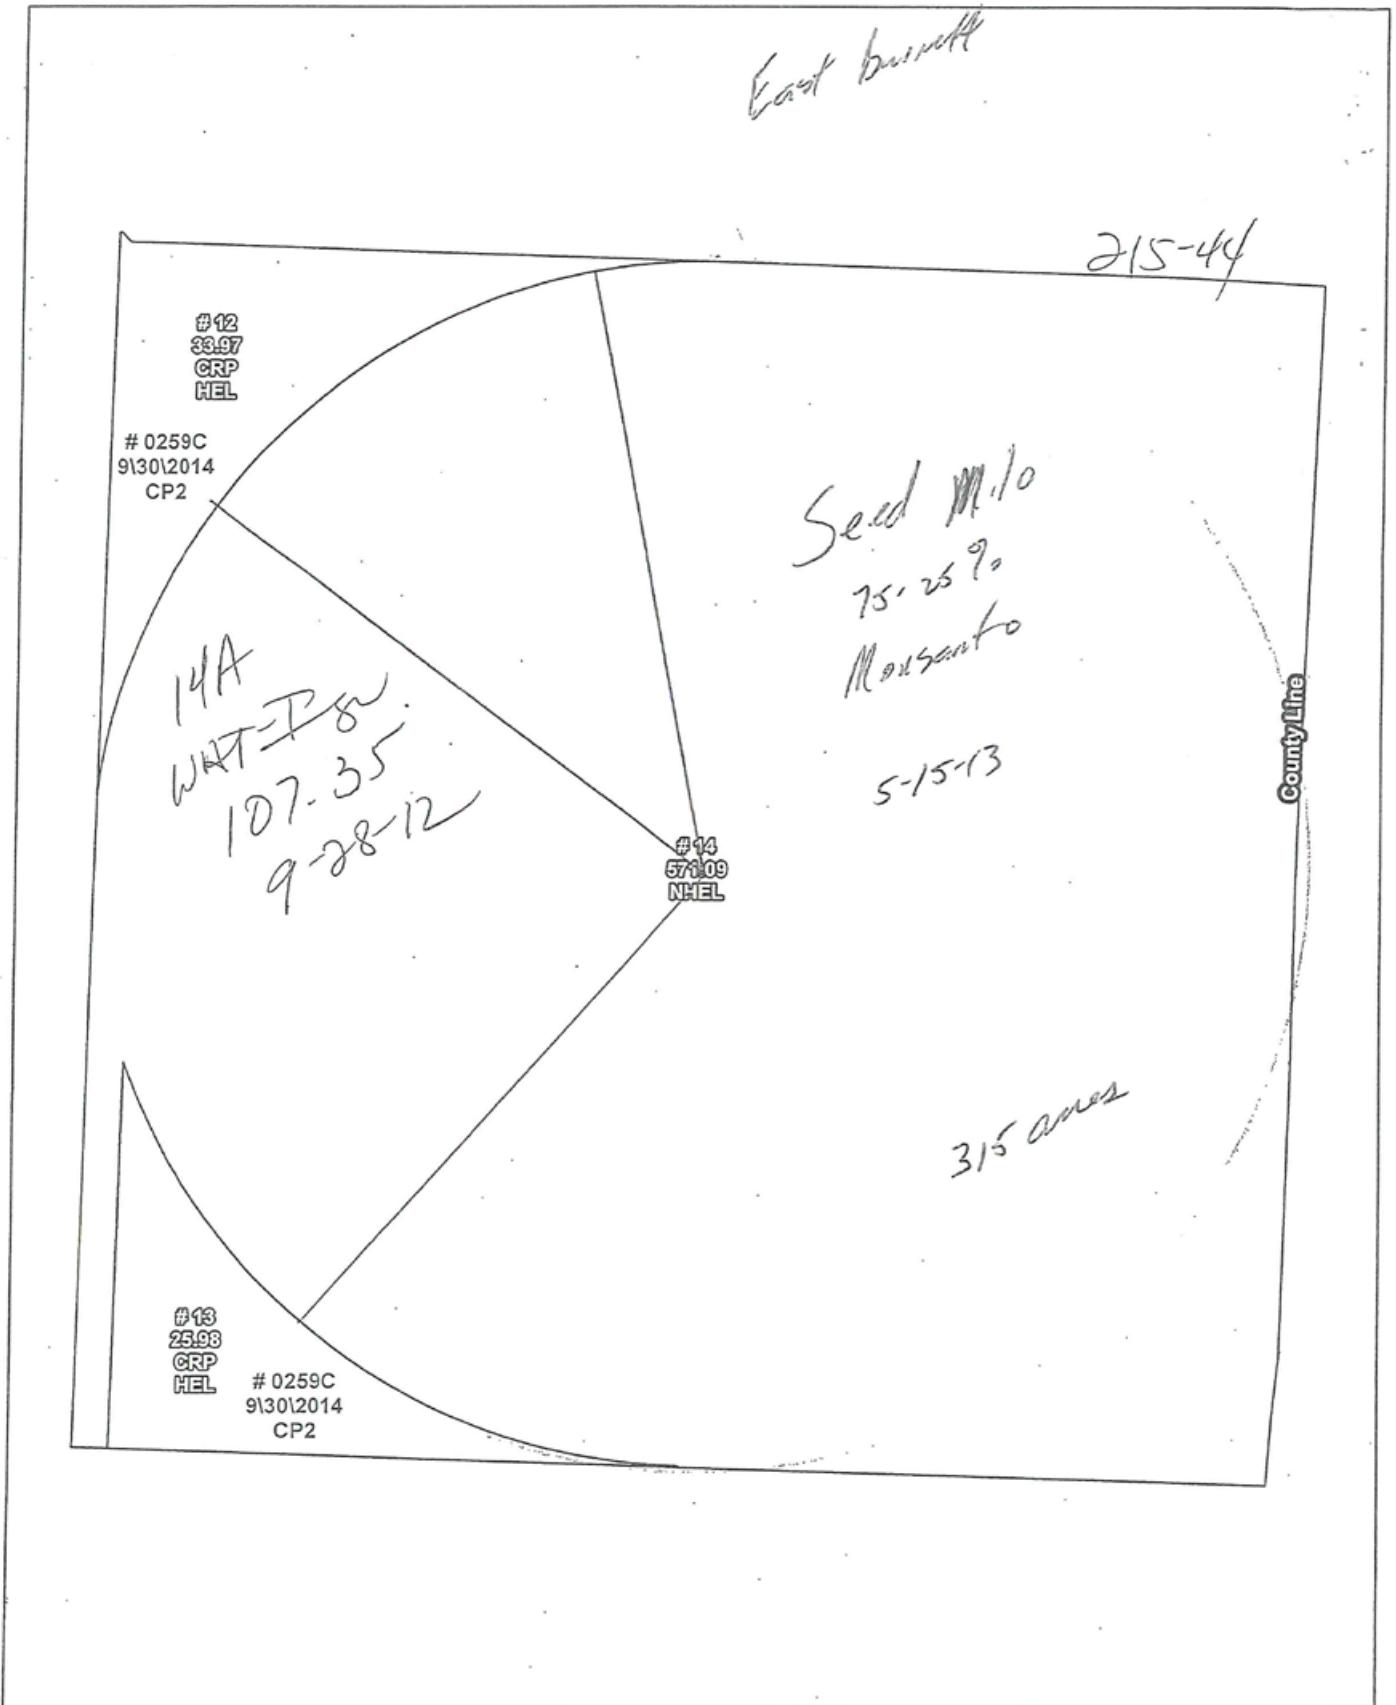 East
215-44
#12
33.97
CRP
HEL
# 0259C
9\30\2014
CP2
Seed Milo
75-25%
Monsanto
5-15-13
County Line
14A
WHT-I gr
107.35
9-28-12
#14
571.09
NHEL
315 acres
#13
25.98
CRP
HEL
# 0259C
9\30\2014
CP2